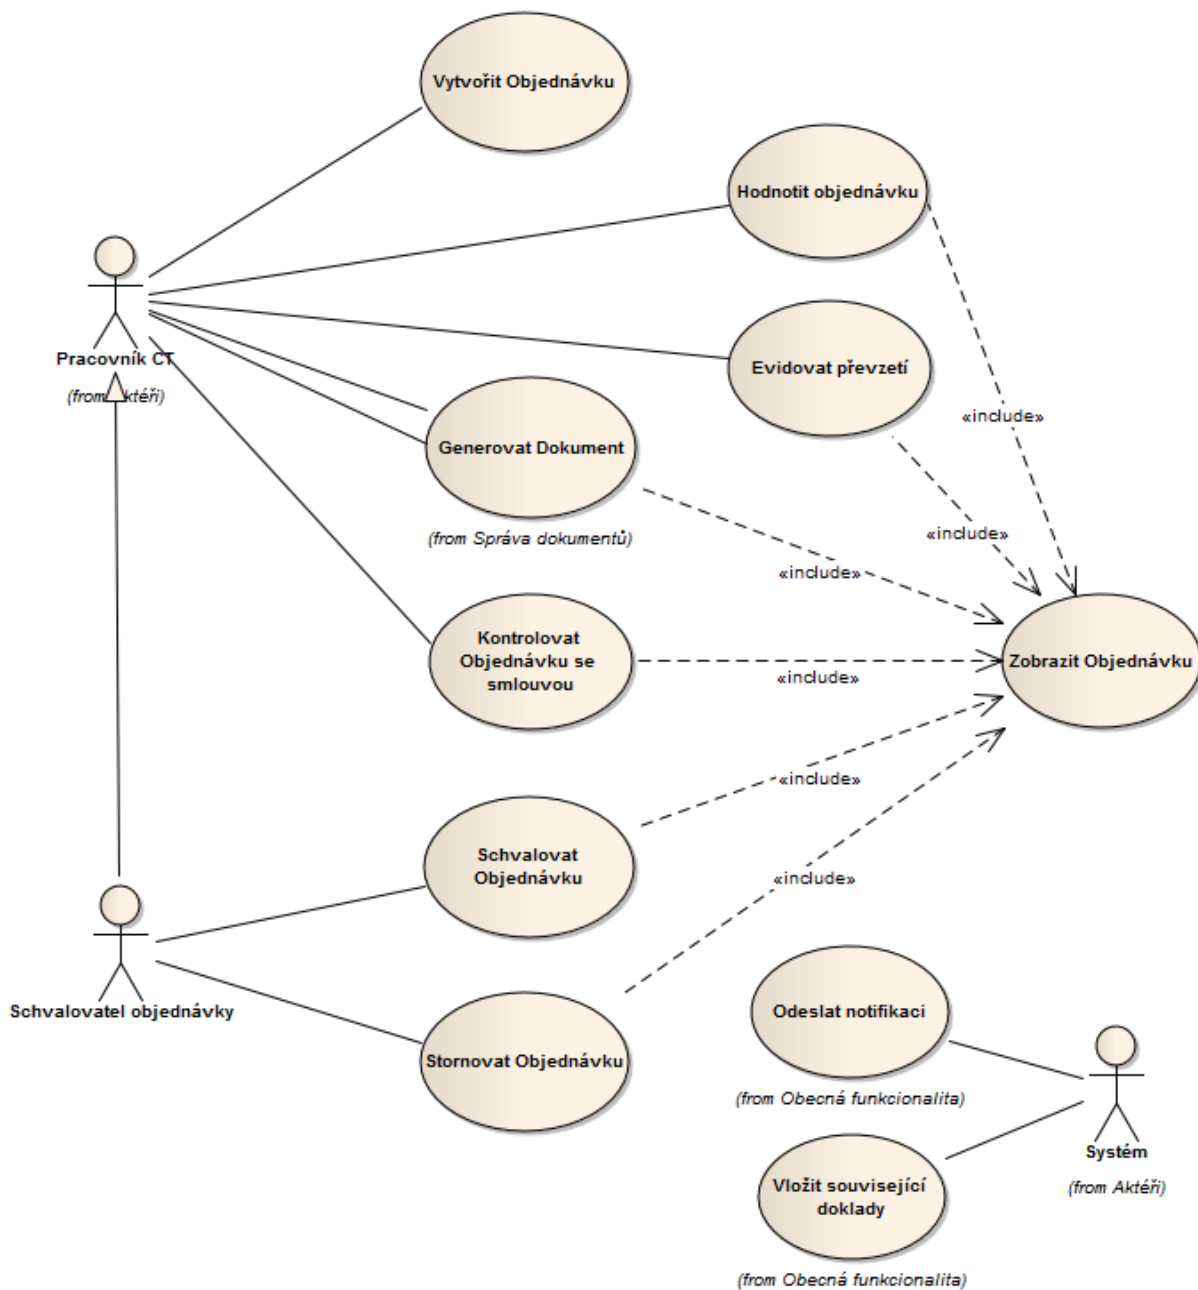 Vytvořit Objednávku
Hodnotit objednávku
Pracovník CT
(from Aktéři)
Evidovat převzetí
«include»
Generovat Dokument
(from Správa dokumentů)
«include»
«include»
Kontrolovat
Objednávku se
smlouvou
«include»
Zobrazit Objednávku
«include»
Schvalovat
Objednávku
«include»
Schvalovatel objednávky
Stornovat Objednávku
Odeslat notifikaci
(from Obecná funkcionalita)
Systém
(from Aktéři)
Vložit související
doklady
(from Obecná funkcionalita)